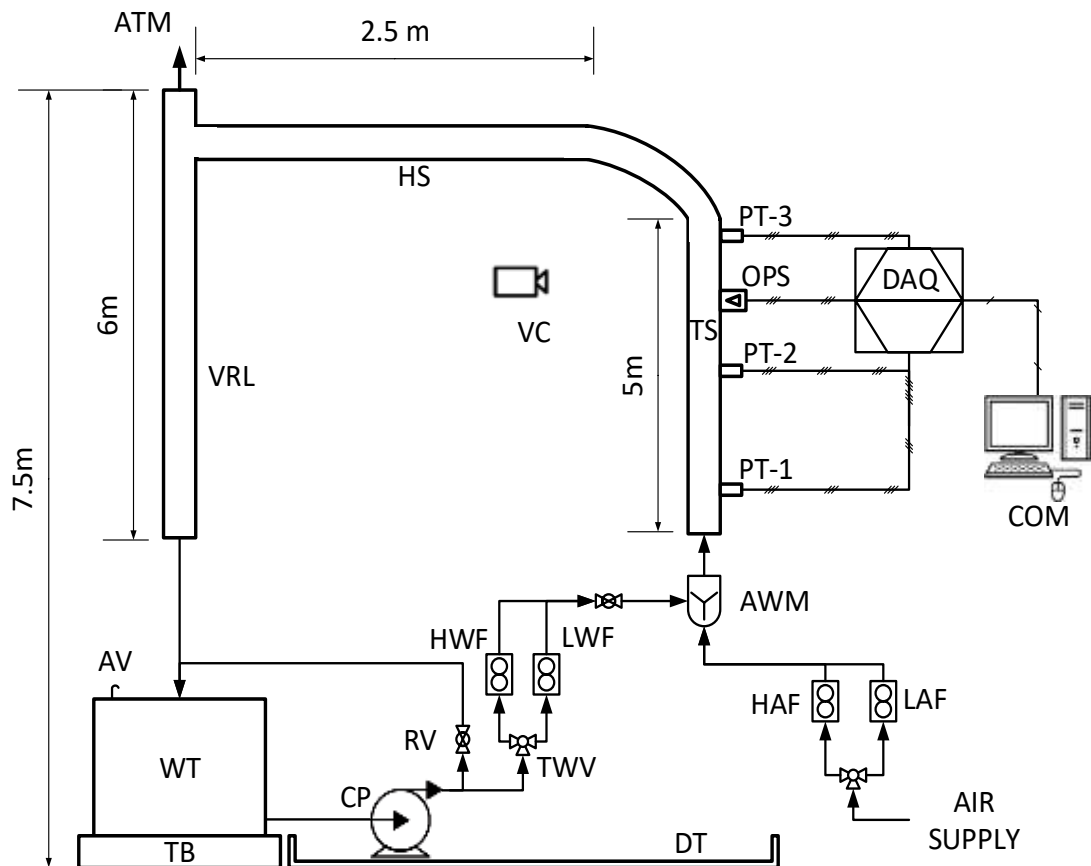 ATM
2.5 m
HS
PT-3
OPS
DAQ
6m
VC
TS
VRL
5m
PT-2
7.5m
PT-1
COM
AWM
HWF
LWF
AV
HAF
LAF
RV
TWV
WT
CP
AIR
SUPPLY
TB
DT